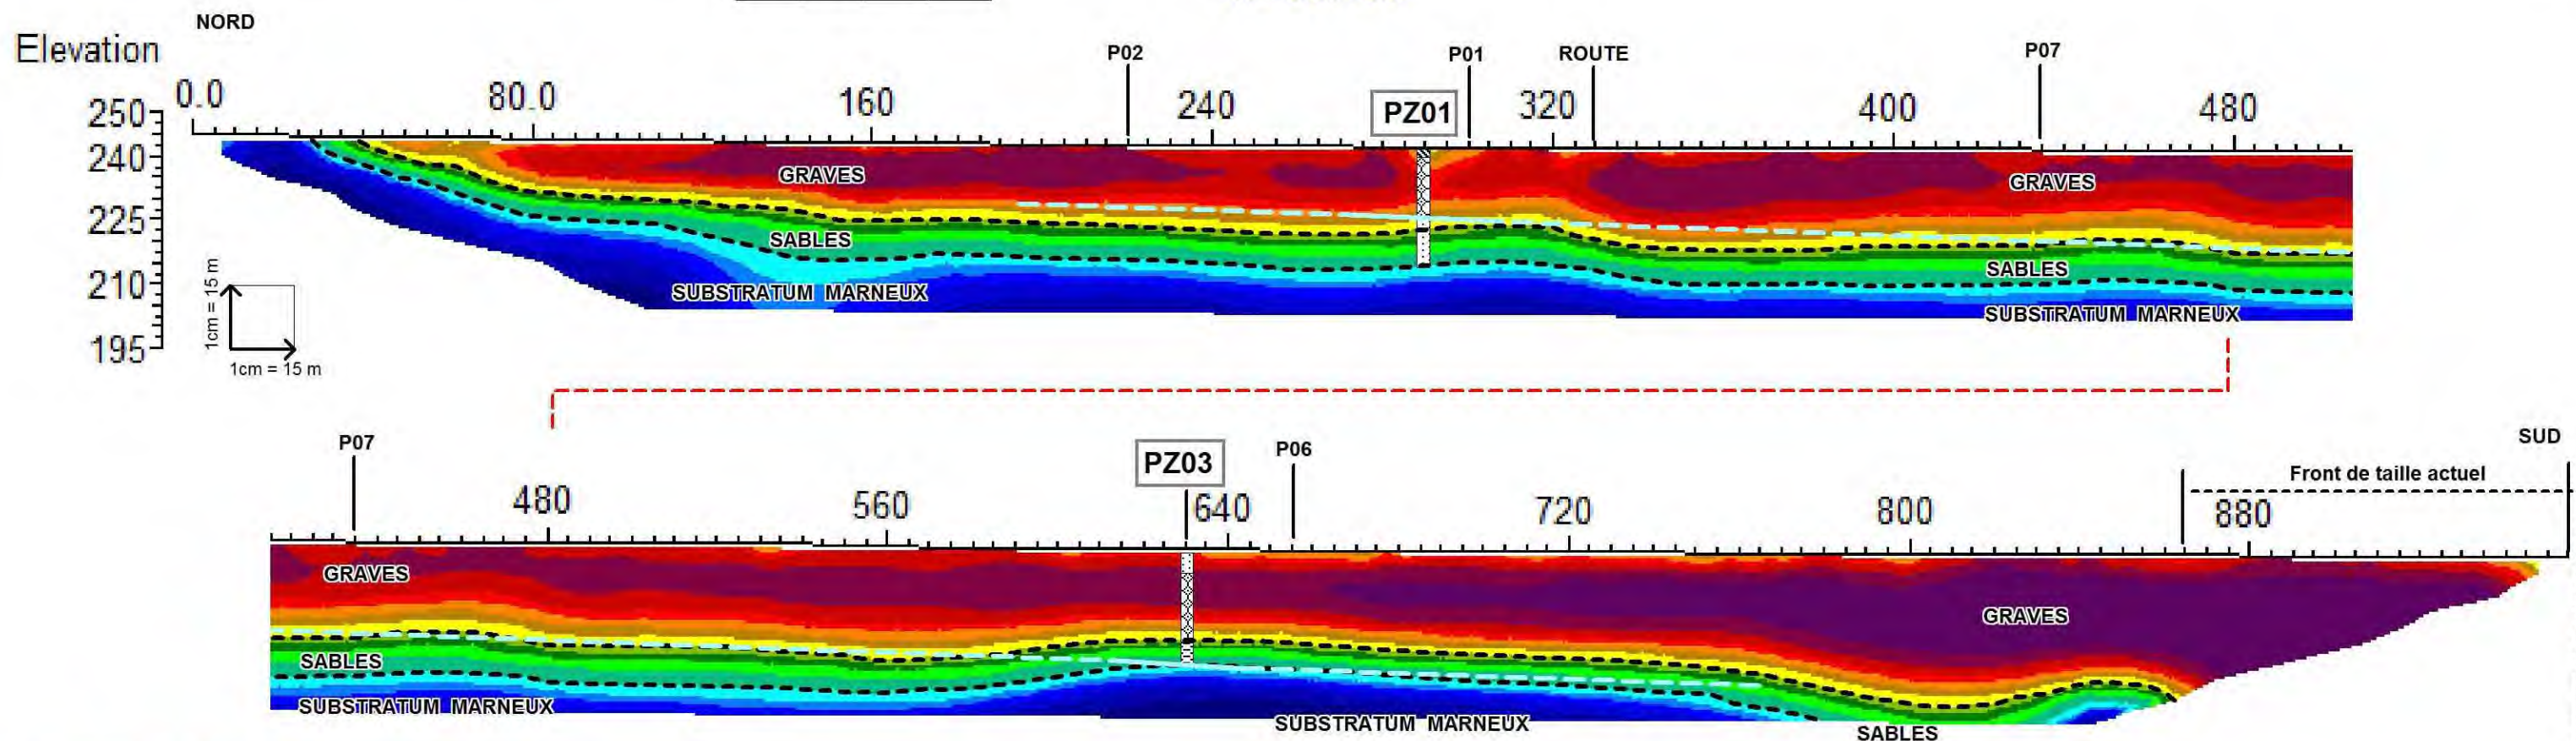 NORD
Elevation
P02
P01
ROUTE
P07
0.0
80.0
160
240
PZ01
320
400
480
250
240
225
210
195
GRAVES
GRAVES
SABLES
SABLES
SUBSTRATUM MARNEUX
SUBSTRATUM MARNEUX
1cm = 15 m
1cm = 15 m
P07
PZ03
P06
SUD
Front de taille actuel
480
560
640
720
800
880
GRAVES
GRAVES
SABLES
SUBSTRATUM MARNEUX
SUBSTRATUM MARNEUX
SABLES